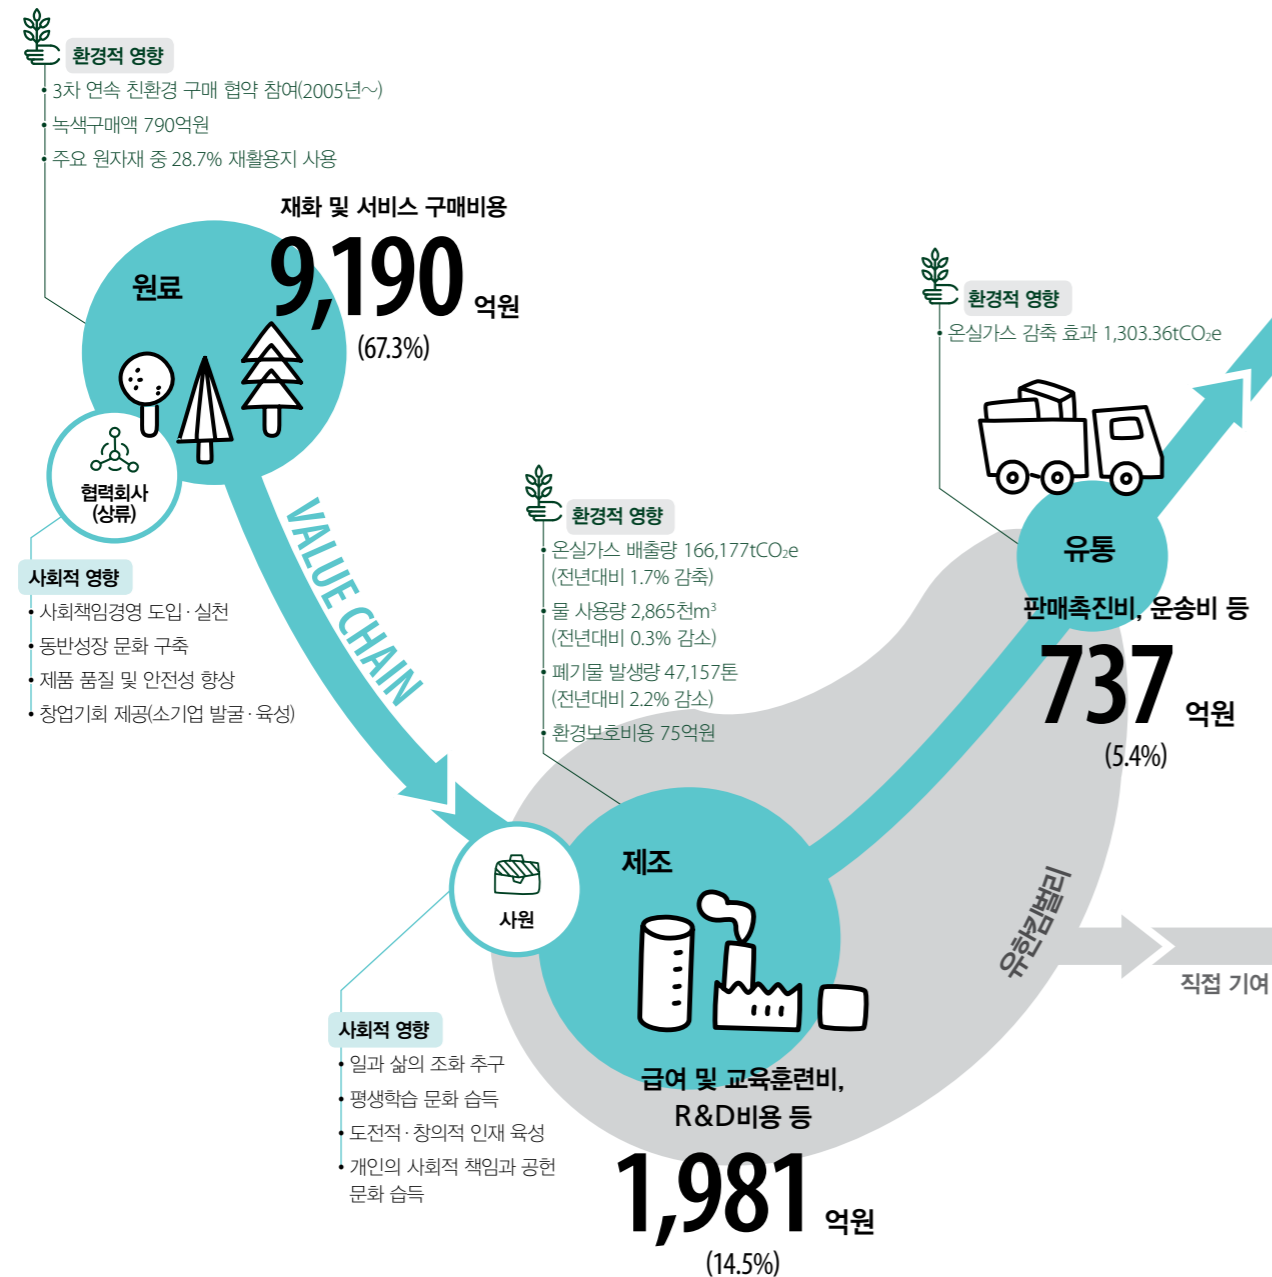 환경적 영향
• 3차 연속 친환경 구매 협약 참여(2005년~)
• 녹색구매액 790억원
• 주요 원자재 중 28.7% 재활용지 사용
재화 및 서비스 구매비용
9,190 억원
(67.3%)
원료
협력회사
(상류)
사회적 영향
• 사회책임경영 도입·실천
• 동반성장 문화 구축
• 제품 품질 및 안전성 향상
• 창업기회 제공(소기업 발굴·육성)
VALUE CHAIN
환경적 영향
• 온실가스 배출량 166,177tCO₂e
(전년대비 1.7% 감축)
• 물 사용량 2,865천m³
(전년대비 0.3% 감소)
• 폐기물 발생량 47,157톤
(전년대비 2.2% 감소)
• 환경보호비용 75억원
사원
제조
사회적 영향
• 일과 삶의 조화 추구
• 평생학습 문화 습득
• 도전적·창의적 인재 육성
• 개인의 사회적 책임과 공헌
문화 습득
급여 및 교육훈련비,
R&D비용 등
1,981 억원
(14.5%)
환경적 영향
• 온실가스 감축 효과 1,303.36tCO₂e
유통
판매촉진비, 운송비 등
737 억원
(5.4%)
유한킴벌리
직접 기여